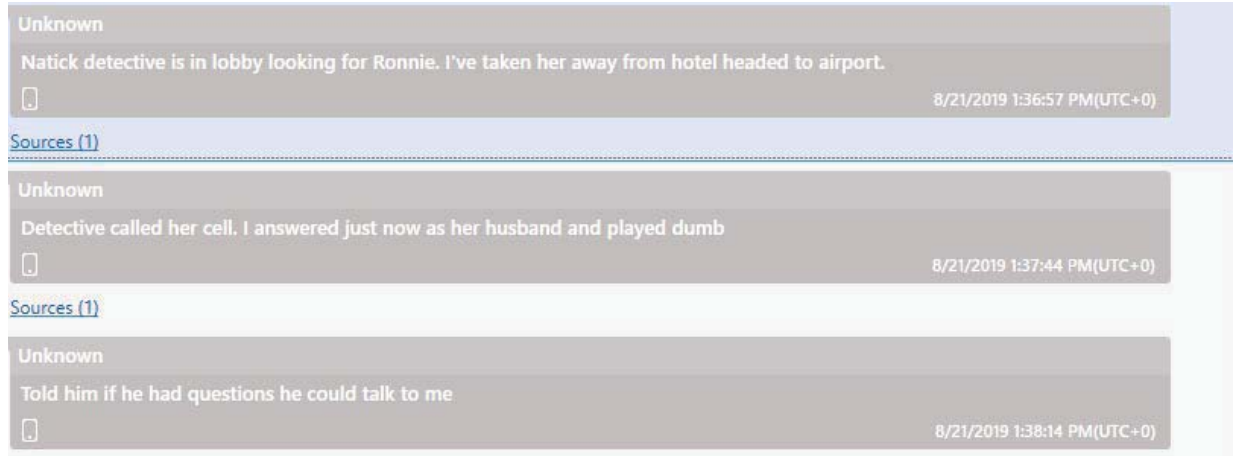 Unknown
Natick detective is in lobby looking for Ronnie. I've taken her away from hotel headed to airport.
8/21/2019 1:36:57 PM(UTC+0)
Sources (1)
Unknown
Detective called her cell. I answered just now as her husband and played dumb
8/21/2019 1:37:44 PM(UTC+0)
Sources (1)
Unknown
Told him if he had questions he could talk to me
8/21/2019 1:38:14 PM(UTC+0)